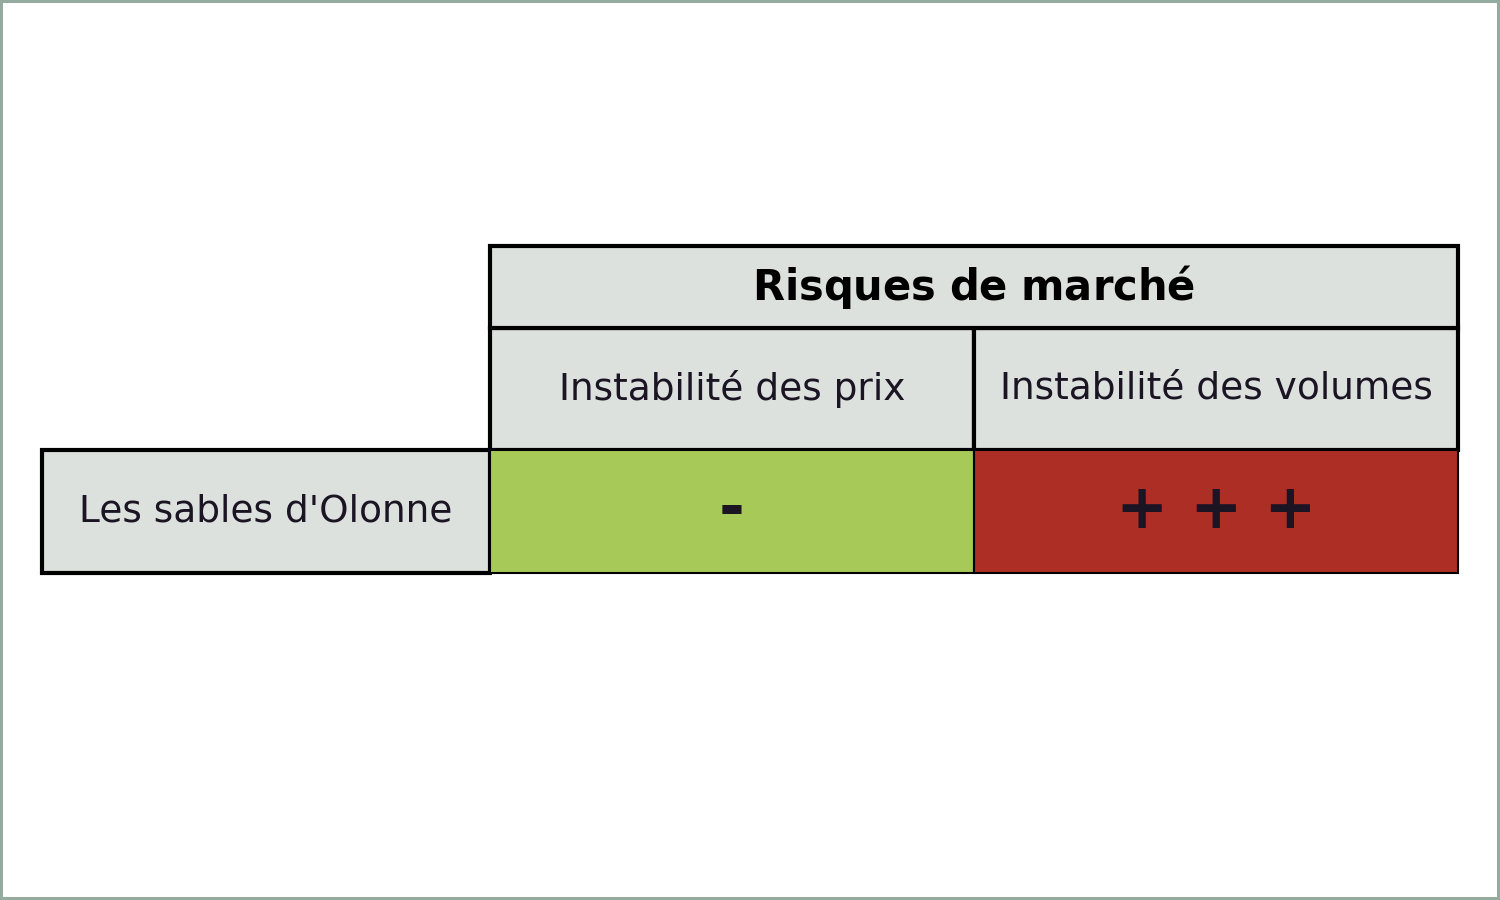 Risques de marché
Instabilité des prix
Instabilité des volumes
Les sables d'Olonne
-
+ + +